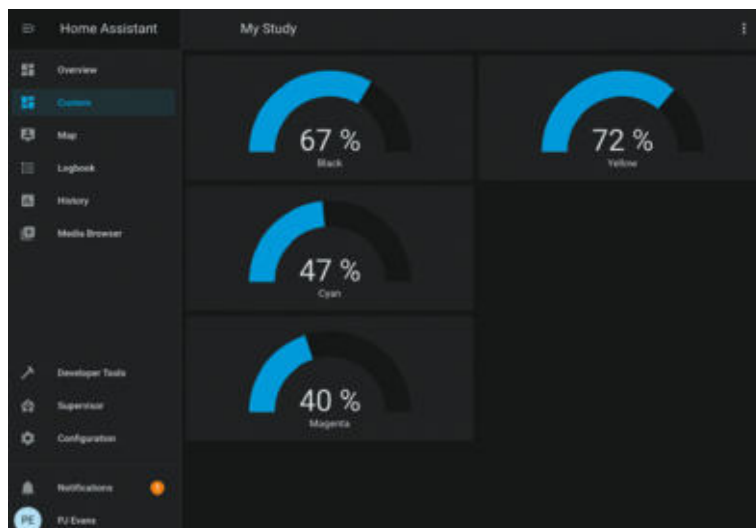 Home Assistant
My Study
Overview
Custom
Map
Logbook
History
Media Browser
Developer Tools
Supervisor
Configuration
Notifications
PE
PJ Evans
67 %
Black
72 %
Yellow
47 %
Cyan
40 %
Magenta